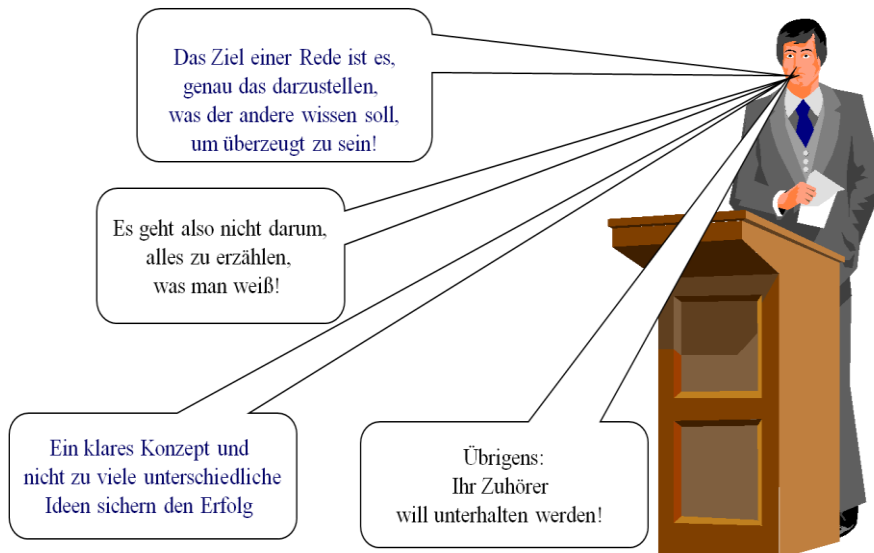 Das Ziel einer Rede ist es,
genau das darzustellen,
was der andere wissen soll,
um überzeugt zu sein!
Es geht also nicht darum,
alles zu erzählen,
was man weiß!
Ein klares Konzept und
nicht zu viele unterschiedliche
Ideen sichern den Erfolg
Übrigens:
Ihr Zuhörer
will unterhalten werden!